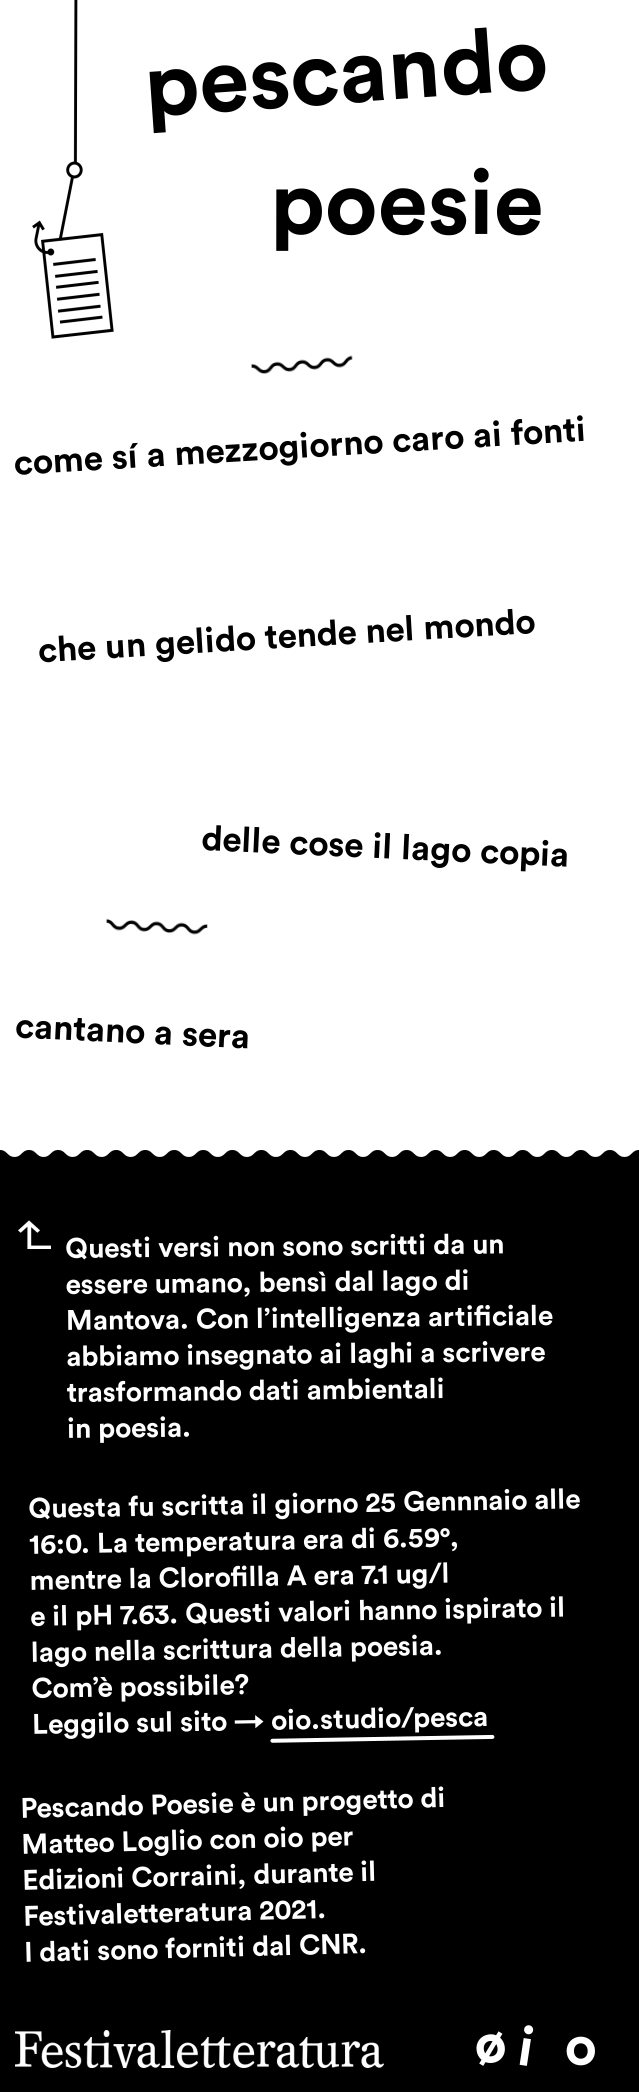 pescando
poesie
come sí a mezzogiorno caro ai fonti
che un gelido tende nel mondo
delle cose il lago copia
cantano a sera
Questi versi non sono scritti da un
essere umano, bensì dal lago di
Mantova. Con l’intelligenza artificiale
abbiamo insegnato ai laghi a scrivere
trasformando dati ambientali
in poesia.
Questa fu scritta il giorno 25 Gennnaio alle
16:0. La temperatura era di 6.59°,
mentre la Clorofilla A era 7.1 ug/l
e il pH 7.63. Questi valori hanno ispirato il
lago nella scrittura della poesia.
Com’è possibile?
Leggilo sul sito → oio.studio/pesca
Pescando Poesie è un progetto di
Matteo Loglio con oio per
Edizioni Corraini, durante il
Festivaletteratura 2021.
I dati sono forniti dal CNR.
Festivaletteratura øio